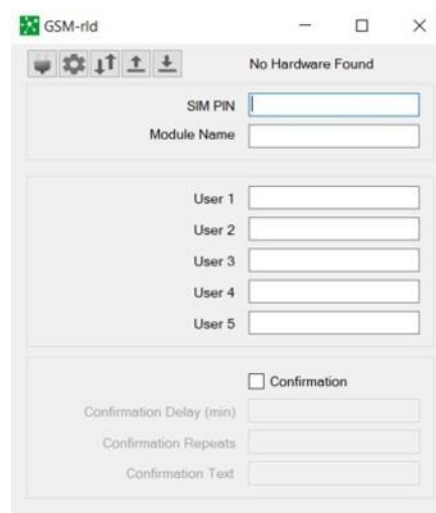 GSM-rld
No Hardware Found
SIM PIN
Module Name
User 1
User 2
User 3
User 4
User 5
Confirmation
Confirmation Delay (min)
Confirmation Repeats
Confirmation Text